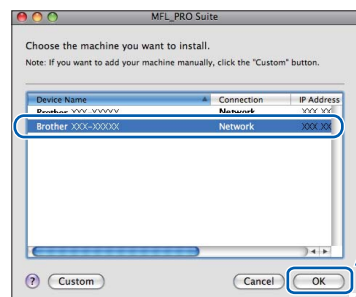 MFL_PRO Suite
Choose the machine you want to install.
Note: If you want to add your machine manually, click the "Custom" button.
Device Name Connection IP Address
Brother XXX-XXXXX Network XXX.XX
Brother XXX-XXXXX Network XXX.XX
? Custom Cancel OK